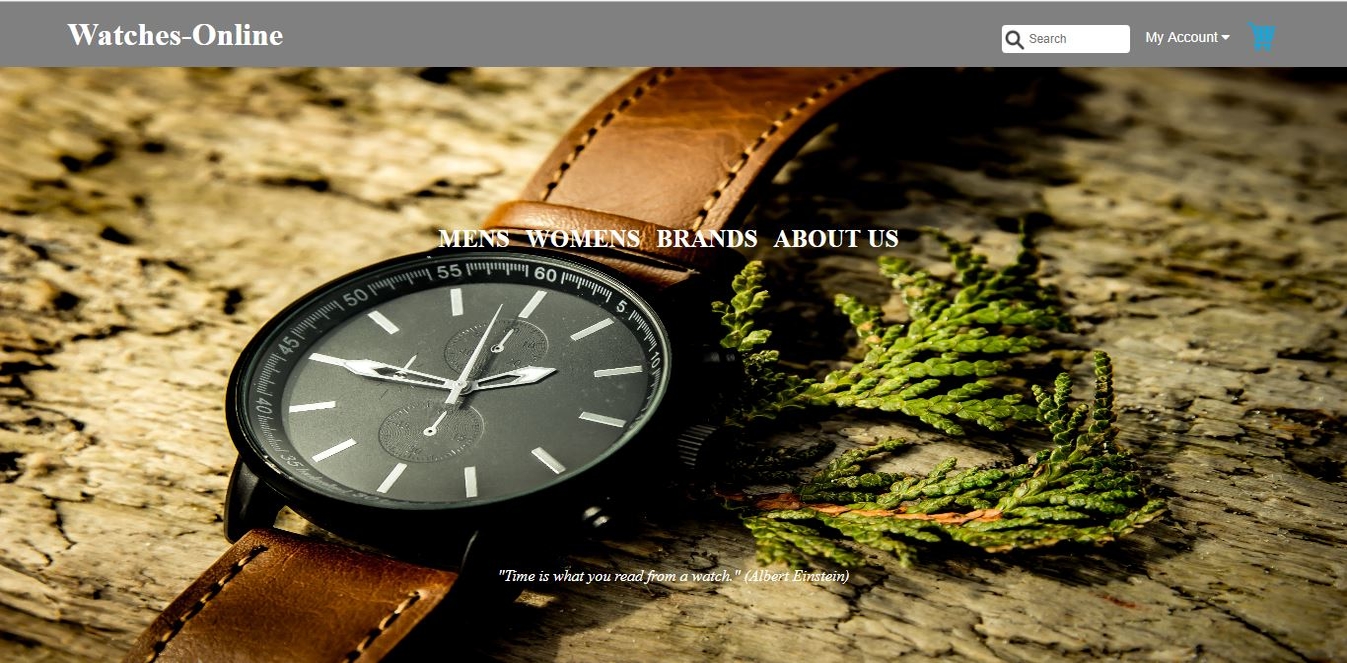 Watches-Online
Search
My Account
MENS WOMENS BRANDS ABOUT US
55
60
50
5
45
10
40
35
"Time is what you read from a watch." (Albert Einstein)